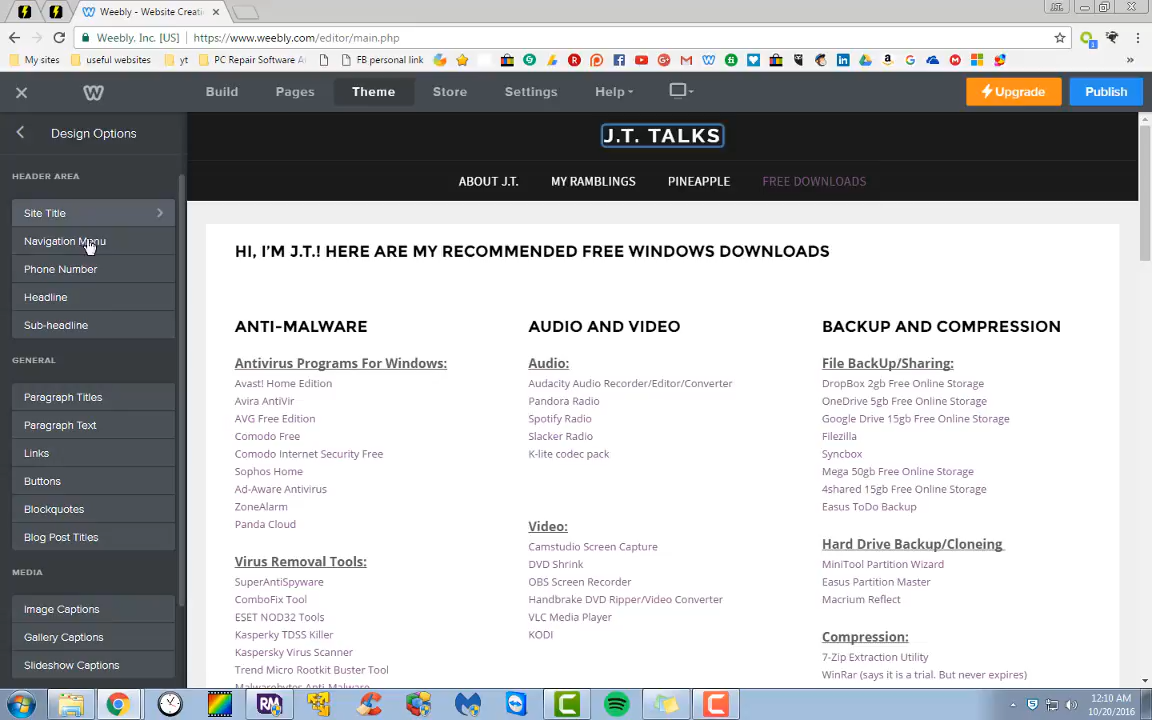 Weebly - Website Creati
J.T.
Weebly, Inc. [US]
https://www.weebly.com/editor/main.php
My sites
useful websites
yt
PC Repair Software A
FB personal link
Build
Pages
Theme
Store
Settings
Help
Upgrade
Publish
Design Options
HEADER AREA
Site Title
Navigation Menu
Phone Number
Headline
Sub-headline
GENERAL
Paragraph Titles
Paragraph Text
Links
Buttons
Blockquotes
Blog Post Titles
MEDIA
Image Captions
Gallery Captions
Slideshow Captions
J.T. TALKS
ABOUT J.T.
MY RAMBLINGS
PINEAPPLE
FREE DOWNLOADS
HI, I'M J.T.! HERE ARE MY RECOMMENDED FREE WINDOWS DOWNLOADS
ANTI-MALWARE
Antivirus Programs For Windows:
Avast! Home Edition
Avira AntiVir
AVG Free Edition
Comodo Free
Comodo Internet Security Free
Sophos Home
Ad-Aware Antivirus
ZoneAlarm
Panda Cloud
Virus Removal Tools:
SuperAntiSpyware
ComboFix Tool
ESET NOD32 Tools
Kasperky TDSS Killer
Kaspersky Virus Scanner
Trend Micro Rootkit Buster Tool
Malwarebytes Anti-Malware
AUDIO AND VIDEO
Audio:
Audacity Audio Recorder/Editor/Converter
Pandora Radio
Spotify Radio
Slacker Radio
K-lite codec pack
Video:
Camstudio Screen Capture
DVD Shrink
OBS Screen Recorder
Handbrake DVD Ripper/Video Converter
VLC Media Player
KODI
BACKUP AND COMPRESSION
File BackUp/Sharing:
DropBox 2gb Free Online Storage
OneDrive 5gb Free Online Storage
Google Drive 15gb Free Online Storage
Filezilla
Syncbox
Mega 50gb Free Online Storage
4shared 15gb Free Online Storage
Easus ToDo Backup
Hard Drive Backup/Cloneing
MiniTool Partition Wizard
Easus Partition Master
Macrium Reflect
Compression:
7-Zip Extraction Utility
WinRar (says it is a trial. But never expires)
12:10 AM
10/20/2016